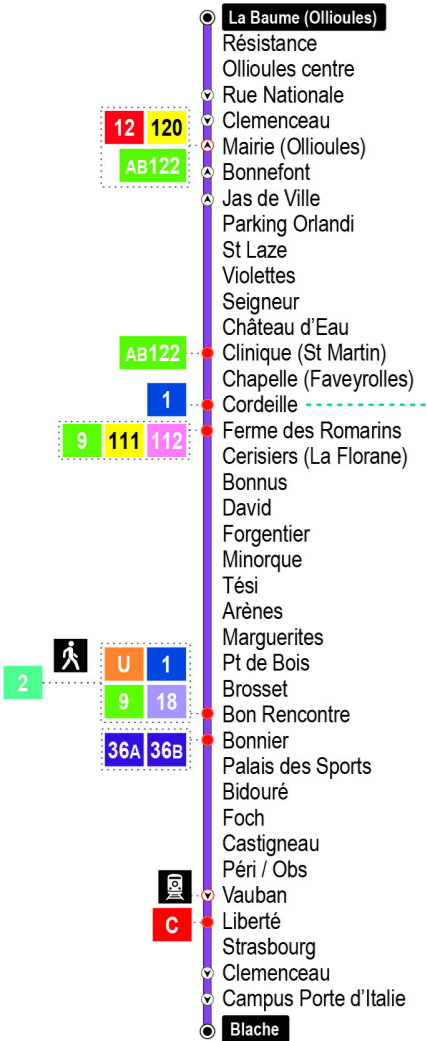 La Baume (Ollioules)
Résistance
Ollioules centre
Rue Nationale
12 120 Clemenceau
Mairie (Ollioules)
AB122 Bonnefont
Jas de Ville
Parking Orlandi
St Laze
Violettes
Seigneur
Château d'Eau
AB122 Clinique (St Martin)
Chapelle (Faveyrolles)
1 Cordeille
9 111 112 Ferme des Romarins
Cerisiers (La Florane)
Bonnus
David
Forgentier
Minorque
Tési
Arènes
Marguerites
U 1 Pt de Bois
2
Brosset
9 18 Bon Rencontre
36A 36B Bonnier
Palais des Sports
Bidouré
Foch
Castigneau
Péri / Obs
Vauban
C Liberté
Strasbourg
Clemenceau
Campus Porte d'Italie
Blache